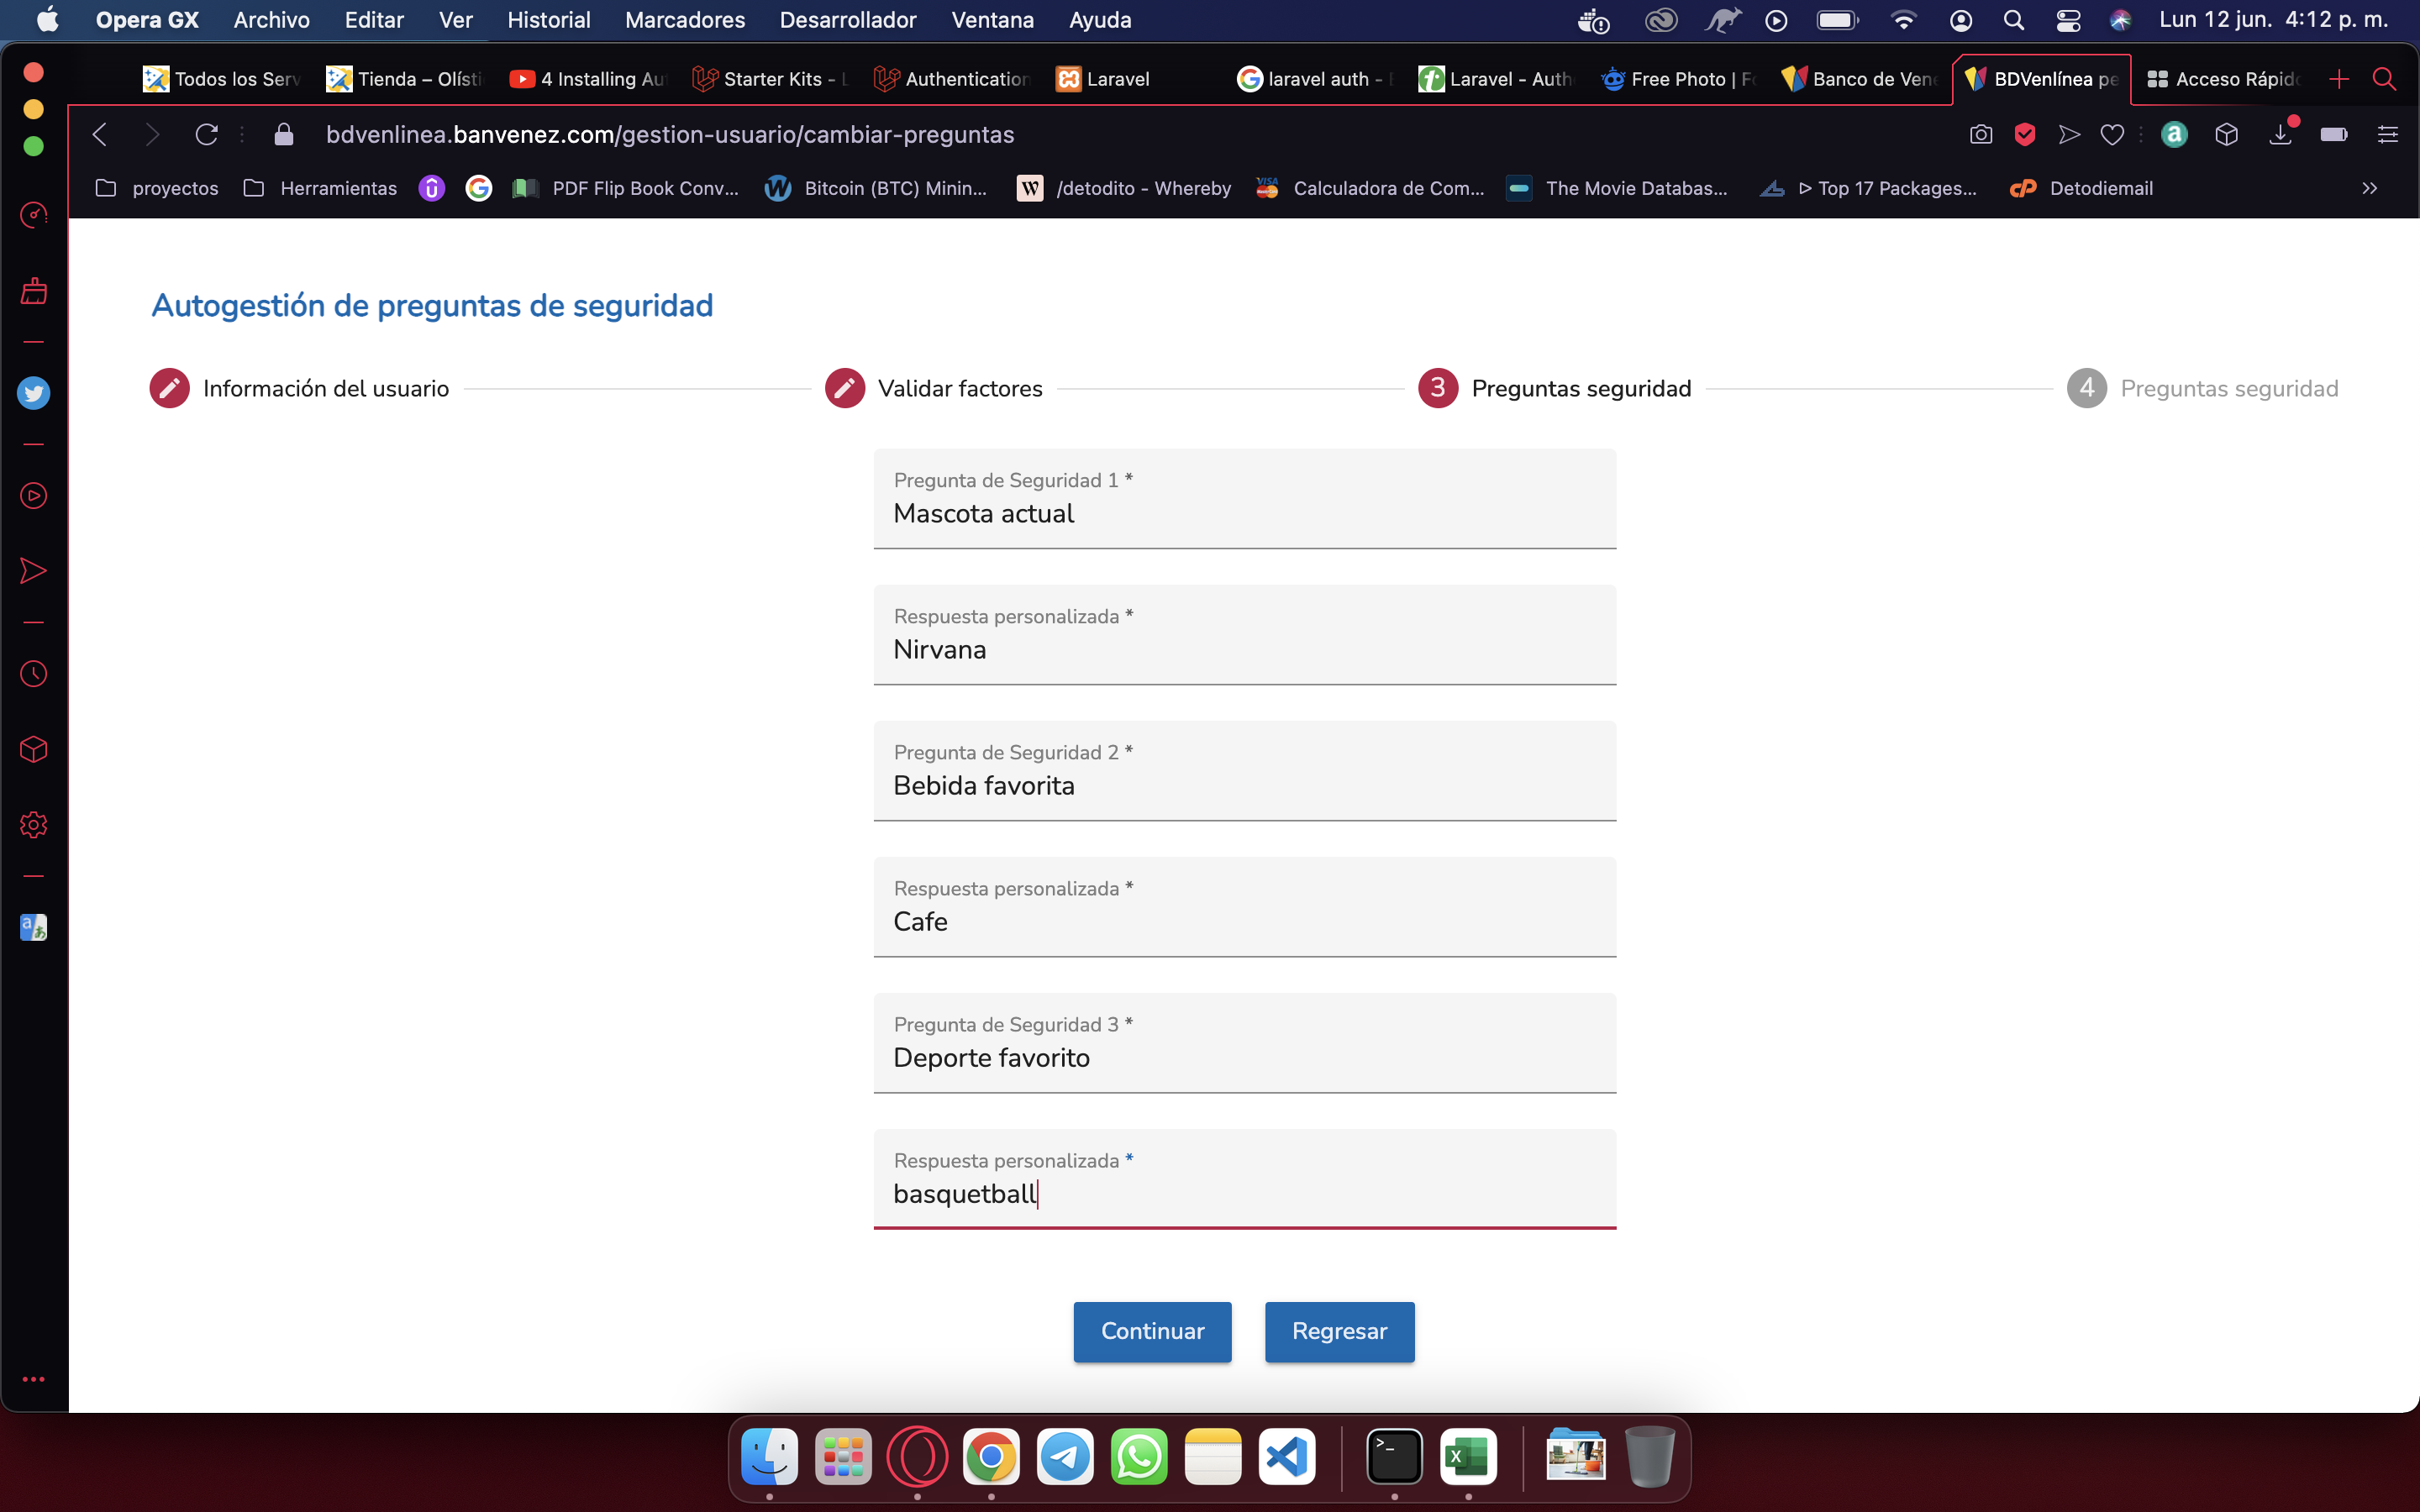 Opera GX Archivo Editar Ver Historial Marcadores Desarrollador Ventana Ayuda Lun 12 jun. 4:12 p. m.
Todos los Serv Tienda – Olísti 4 Installing Au Starter Kits - L Authentication Laravel laravel auth - Laravel - Auth Free Photo | Fo Banco de Vene BDVenlínea pe Acceso Rápido
bdvenlinea.banvenez.com/gestion-usuario/cambiar-preguntas
proyectos Herramientas PDF Flip Book Conv... Bitcoin (BTC) Minin... /detodito - Whereby Calculadora de Com... The Movie Databas... Top 17 Packages... Detodiemail
Autogestión de preguntas de seguridad
Información del usuario Validar factores 3 Preguntas seguridad 4 Preguntas seguridad
Pregunta de Seguridad 1 *
Mascota actual
Respuesta personalizada *
Nirvana
Pregunta de Seguridad 2 *
Bebida favorita
Respuesta personalizada *
Cafe
Pregunta de Seguridad 3 *
Deporte favorito
Respuesta personalizada *
basquetball
Continuar Regresar